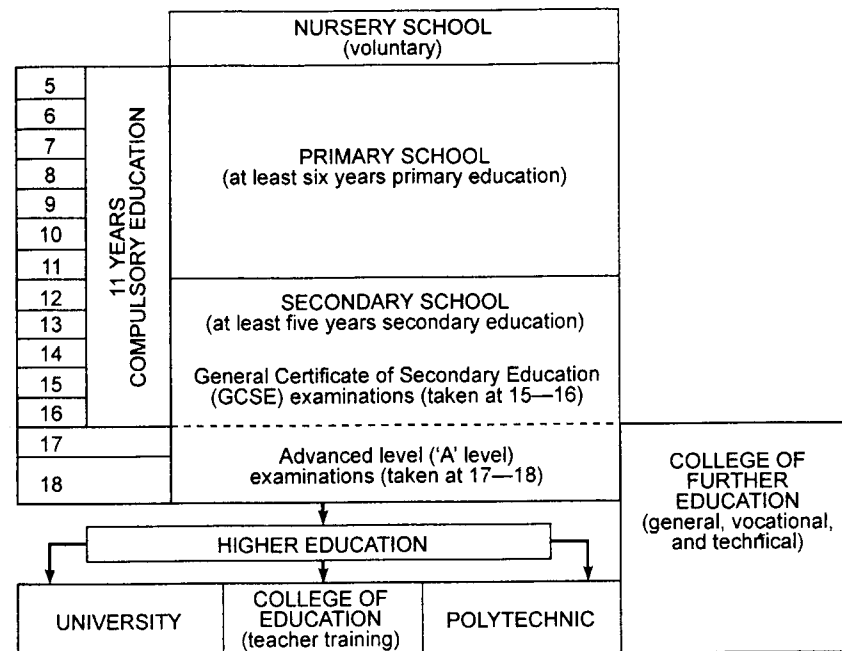 NURSERY SCHOOL
(voluntary)
5
6
7
8
9
10
11
12
13
14
15
16
17
18
11 YEARS
COMPULSORY EDUCATION
PRIMARY SCHOOL
(at least six years primary education)
SECONDARY SCHOOL
(at least five years secondary education)
General Certificate of Secondary Education
(GCSE) examinations (taken at 15—16)
Advanced level (‘A’ level)
examinations (taken at 17—18)
COLLEGE OF
FURTHER
EDUCATION
(general, vocational,
and technical)
HIGHER EDUCATION
UNIVERSITY
COLLEGE OF
EDUCATION
(teacher training)
POLYTECHNIC